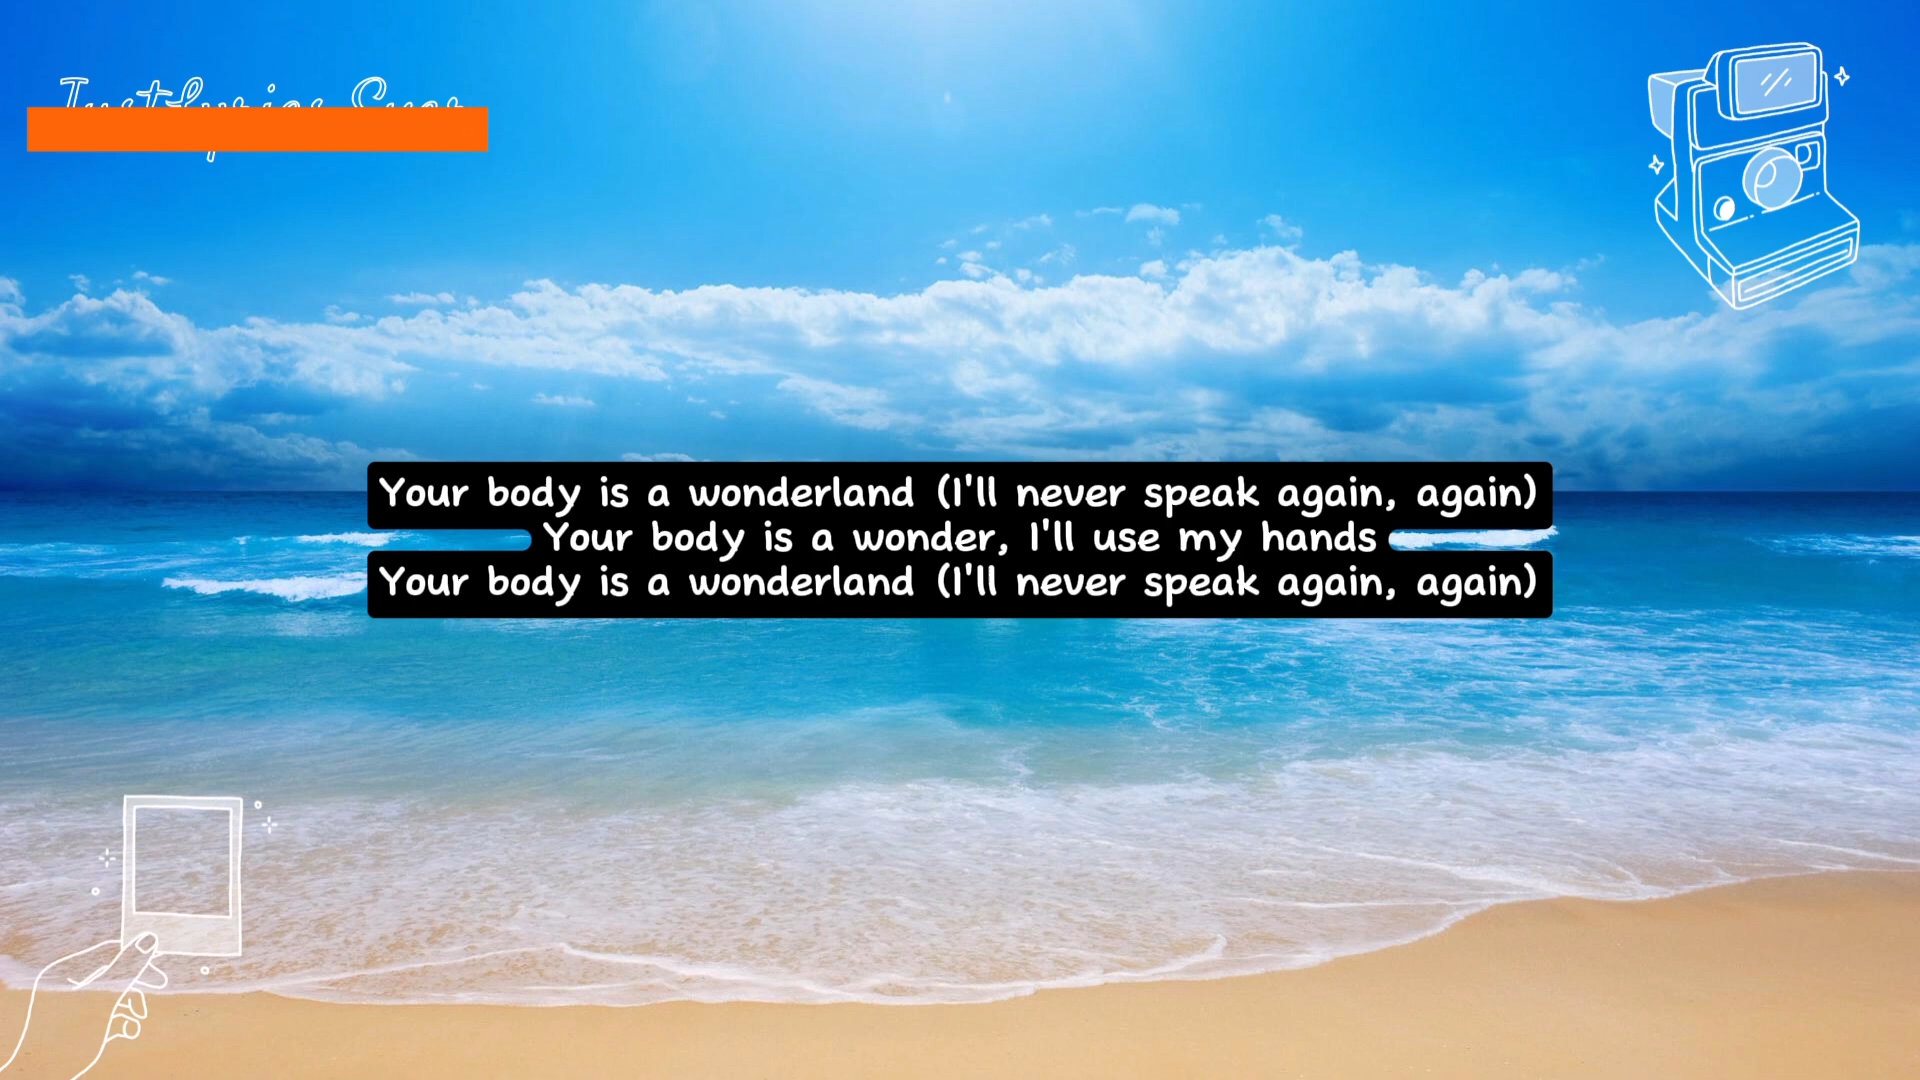 Your body is a wonderland (I'll never speak again, again)
Your body is a wonder, I'll use my hands
Your body is a wonderland (I'll never speak again, again)